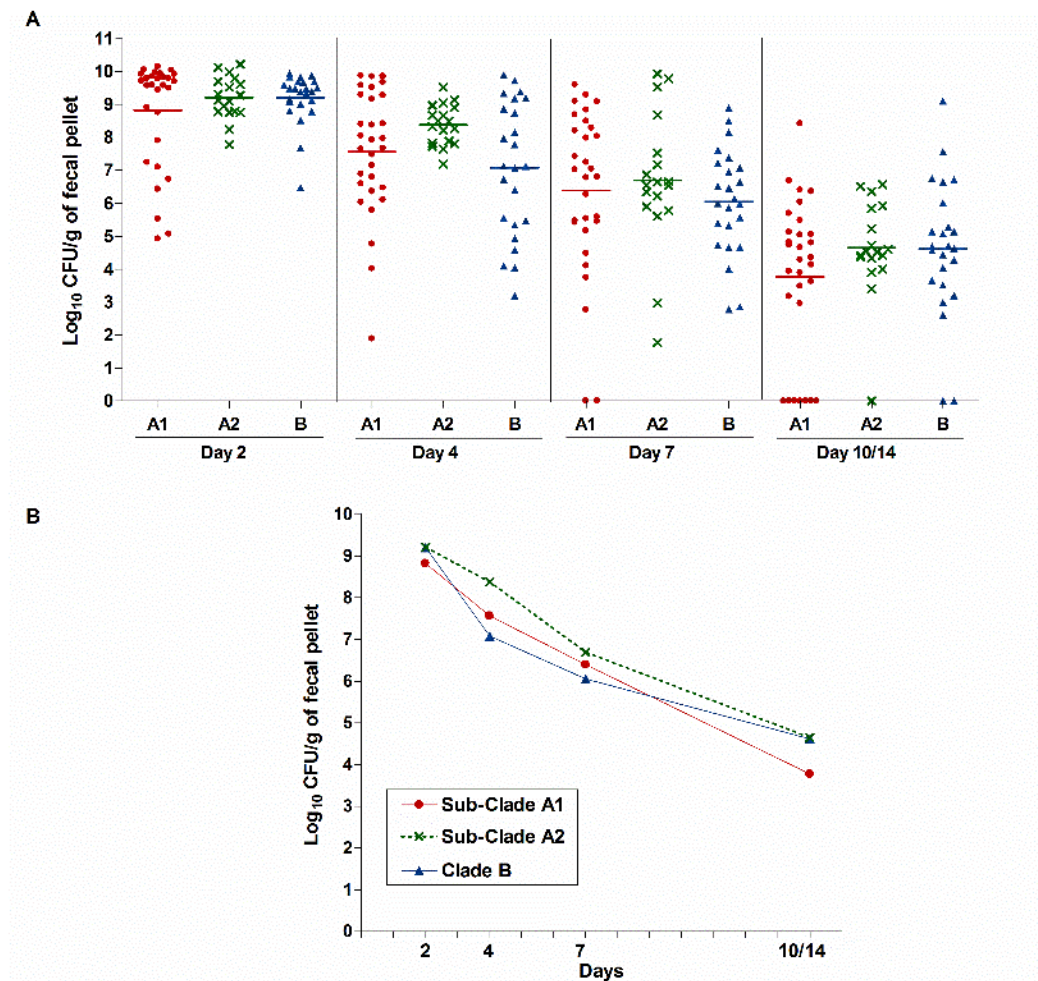 A
Log10 CFU/g of fecal pellet
11
10
9
8
7
6
5
4
3
2
1
0
A1 A2 B A1 A2 B A1 A2 B A1 A2 B
Day 2 Day 4 Day 7 Day 10/14
B
Log10 CFU/g of fecal pellet
10
9
8
7
6
5
4
3
2
1
0
Sub-Clade A1
Sub-Clade A2
Clade B
2 4 7 10/14
Days